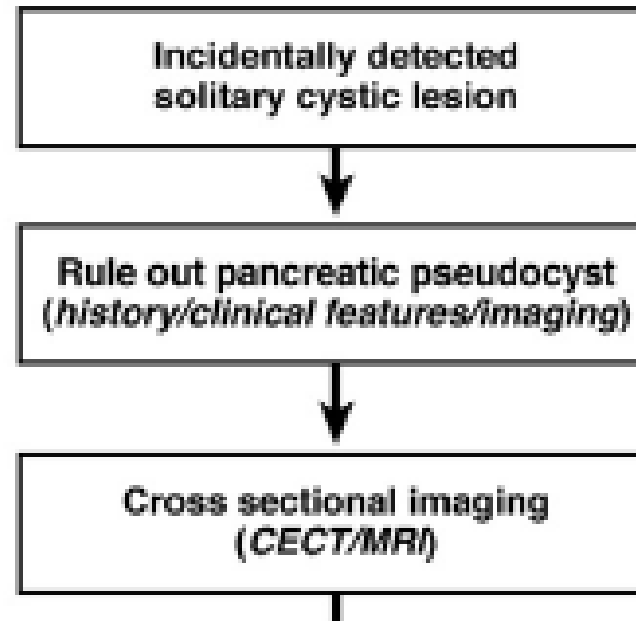 Incidentally detected
solitary cystic lesion
Rule out pancreatic pseudocyst
(history/clinical features/imaging)
Cross sectional imaging
(CECT/MRI)